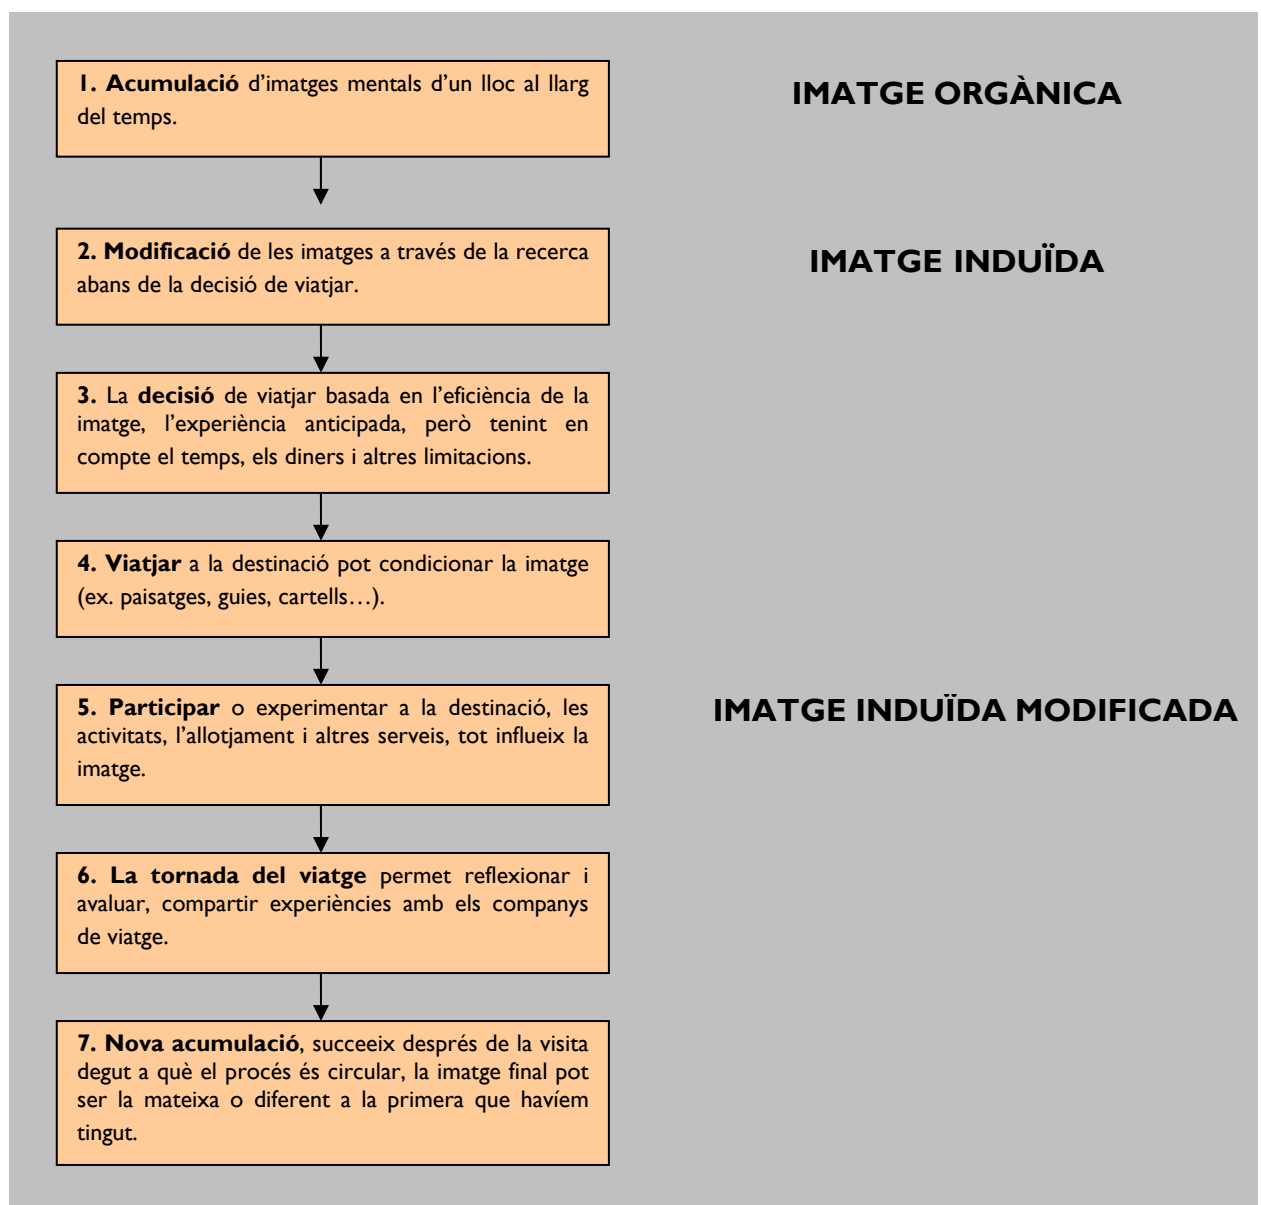 1. Acumulació d’imatges mentals d’un lloc al llarg
del temps.
IMATGE ORGÀNICA
2. Modificació de les imatges a través de la recerca
abans de la decisió de viatjar.
IMATGE INDUÏDA
3. La decisió de viatjar basada en l’eficiència de la
imatge, l’experiència anticipada, però tenint en
compte el temps, els diners i altres limitacions.
4. Viatjar a la destinació pot condicionar la imatge
(ex. paisatges, guies, cartells…).
5. Participar o experimentar a la destinació, les
activitats, l’allotjament i altres serveis, tot influeix la
imatge.
IMATGE INDUÏDA MODIFICADA
6. La tornada del viatge permet reflexionar i
avaluar, compartir experiències amb els companys
de viatge.
7. Nova acumulació, succeeix després de la visita
degut a què el procés és circular, la imatge final pot
ser la mateixa o diferent a la primera que havíem
tingut.